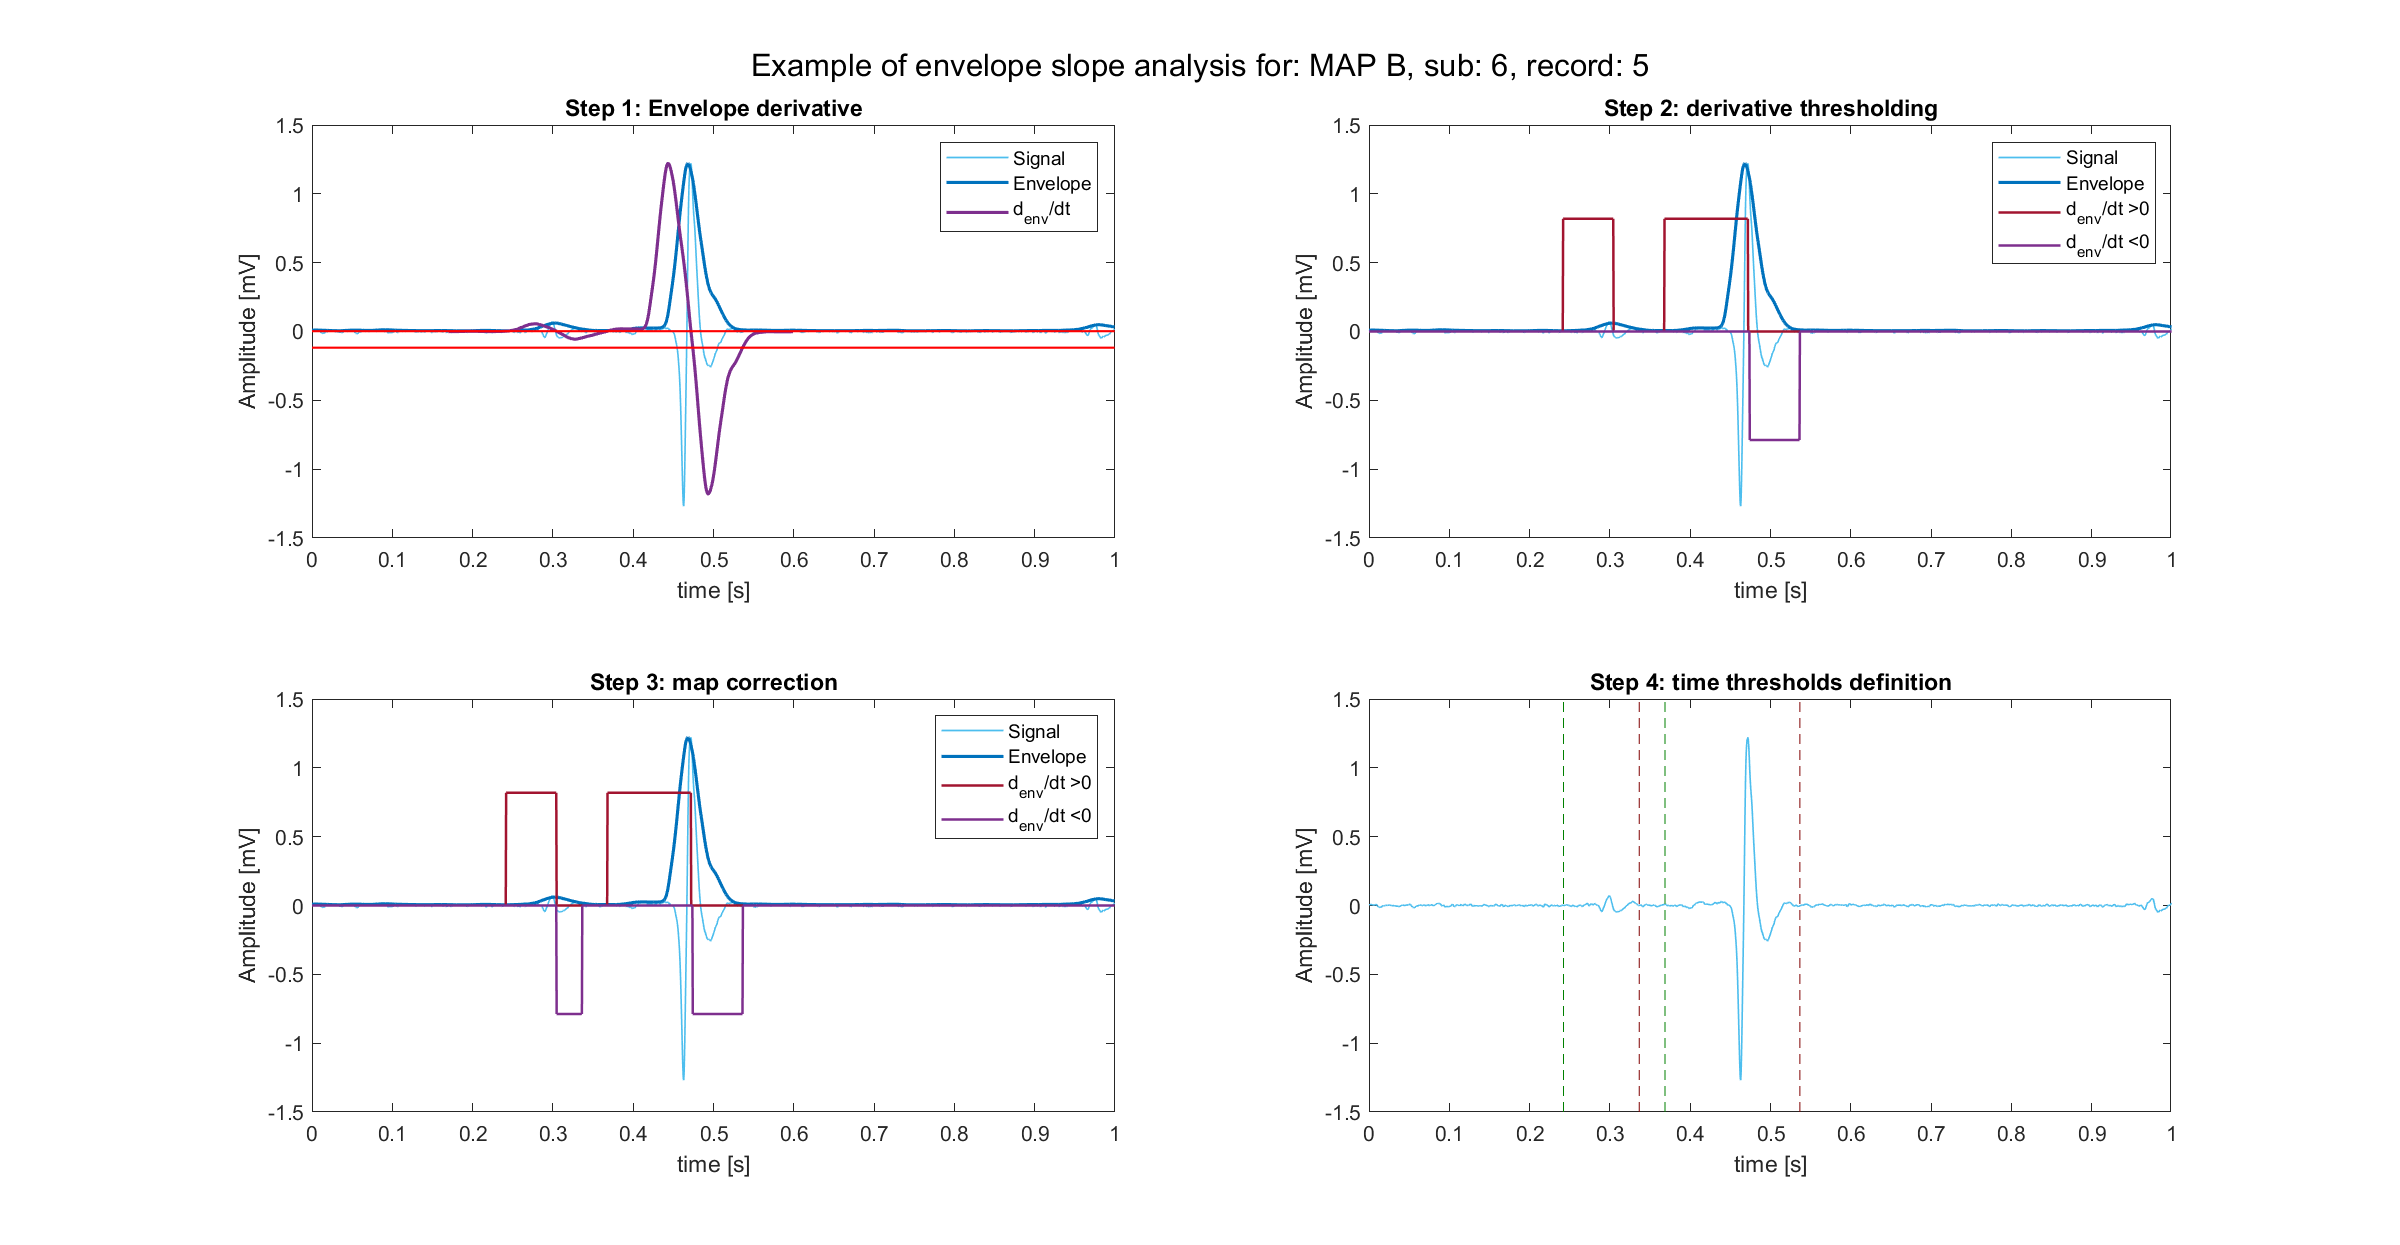 Example of envelope slope analysis for: MAP B, sub: 6, record: 5
Step 1: Envelope derivative
1.5
1
0.5
0
-0.5
-1
-1.5
Amplitude [mV]
0 0.1 0.2 0.3 0.4 0.5 0.6 0.7 0.8 0.9 1
time [s]
Signal
Envelope
d_env/dt
Step 2: derivative thresholding
1.5
1
0.5
0
-0.5
-1
-1.5
Amplitude [mV]
0 0.1 0.2 0.3 0.4 0.5 0.6 0.7 0.8 0.9 1
time [s]
Signal
Envelope
d_env/dt >0
d_env/dt <0
Step 3: map correction
1.5
1
0.5
0
-0.5
-1
-1.5
Amplitude [mV]
0 0.1 0.2 0.3 0.4 0.5 0.6 0.7 0.8 0.9 1
time [s]
Signal
Envelope
d_env/dt >0
d_env/dt <0
Step 4: time thresholds definition
1.5
1
0.5
0
-0.5
-1
-1.5
Amplitude [mV]
0 0.1 0.2 0.3 0.4 0.5 0.6 0.7 0.8 0.9 1
time [s]